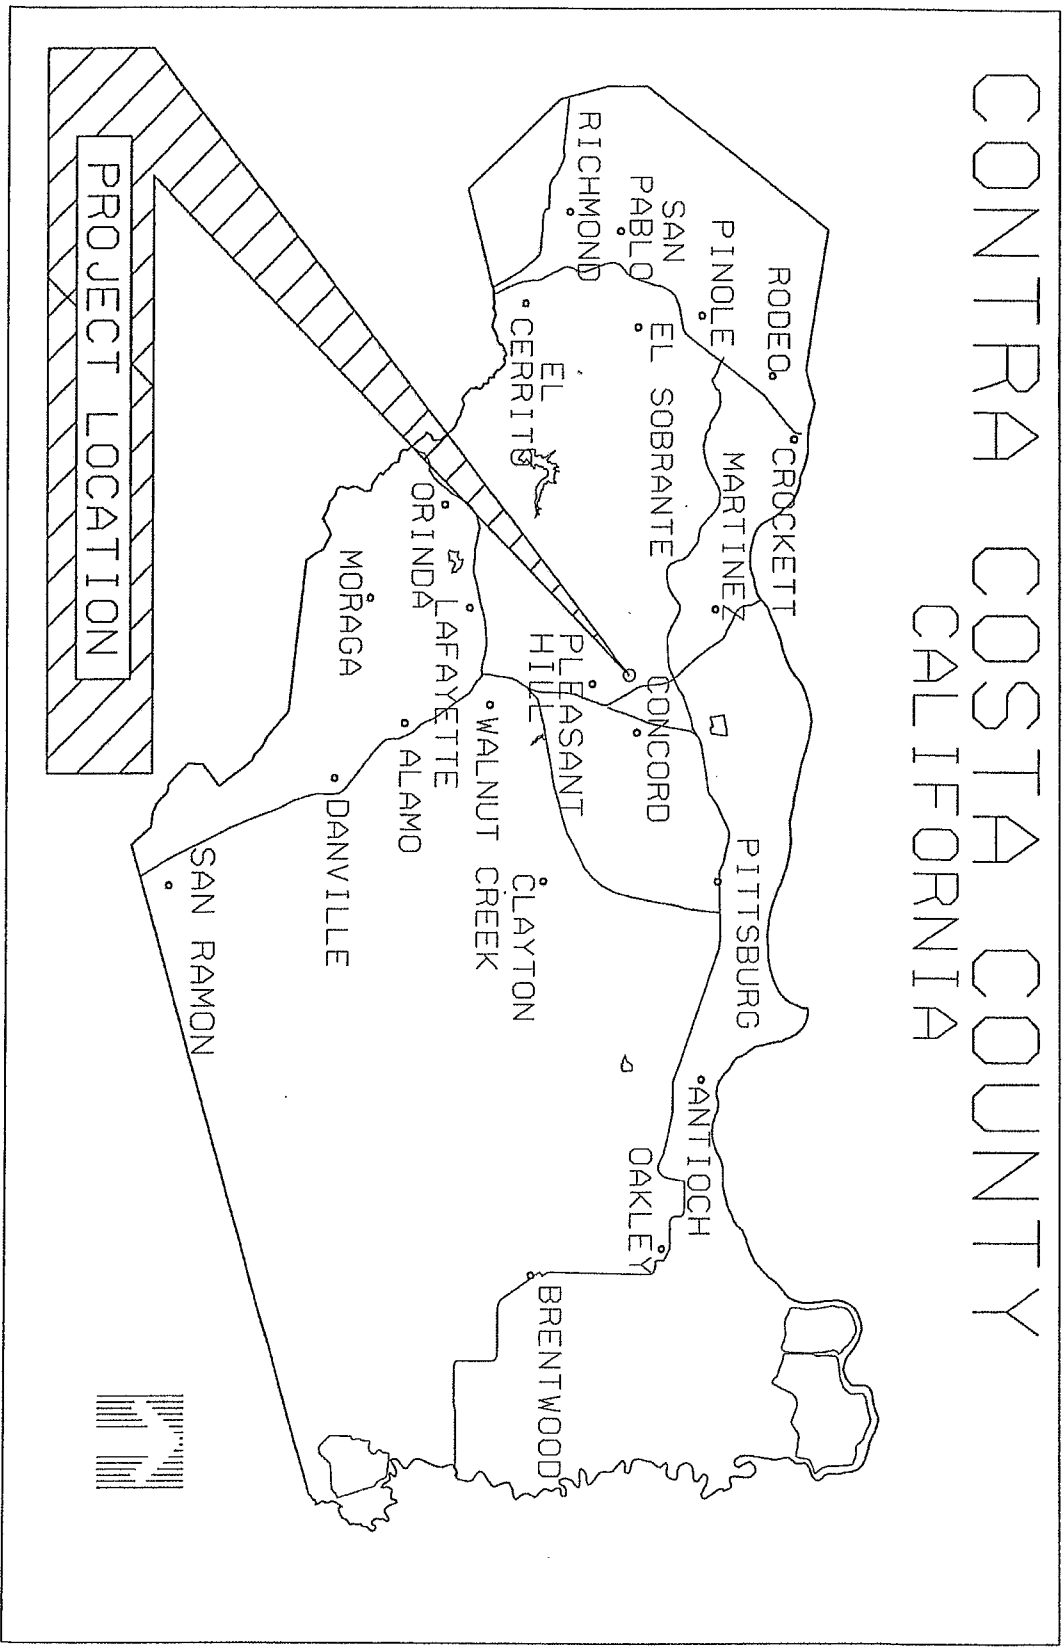 CONTRA COSTA COUNTY
CALIFORNIA
RODEO
CROCKETT
PINOLE
MARTINEZ
PITTSBURG
SAN
PABLO
EL SOBRANTE
CONCORD
ANTIOCH
OAKLEY
RICHMOND
EL
CERRITO
PLEASANT
HILL
CLAYTON
BRENTWOOD
ORINDA
LAFAYETTE
WALNUT CREEK
MORAGA
ALAMO
DANVILLE
SAN RAMON
PROJECT LOCATION